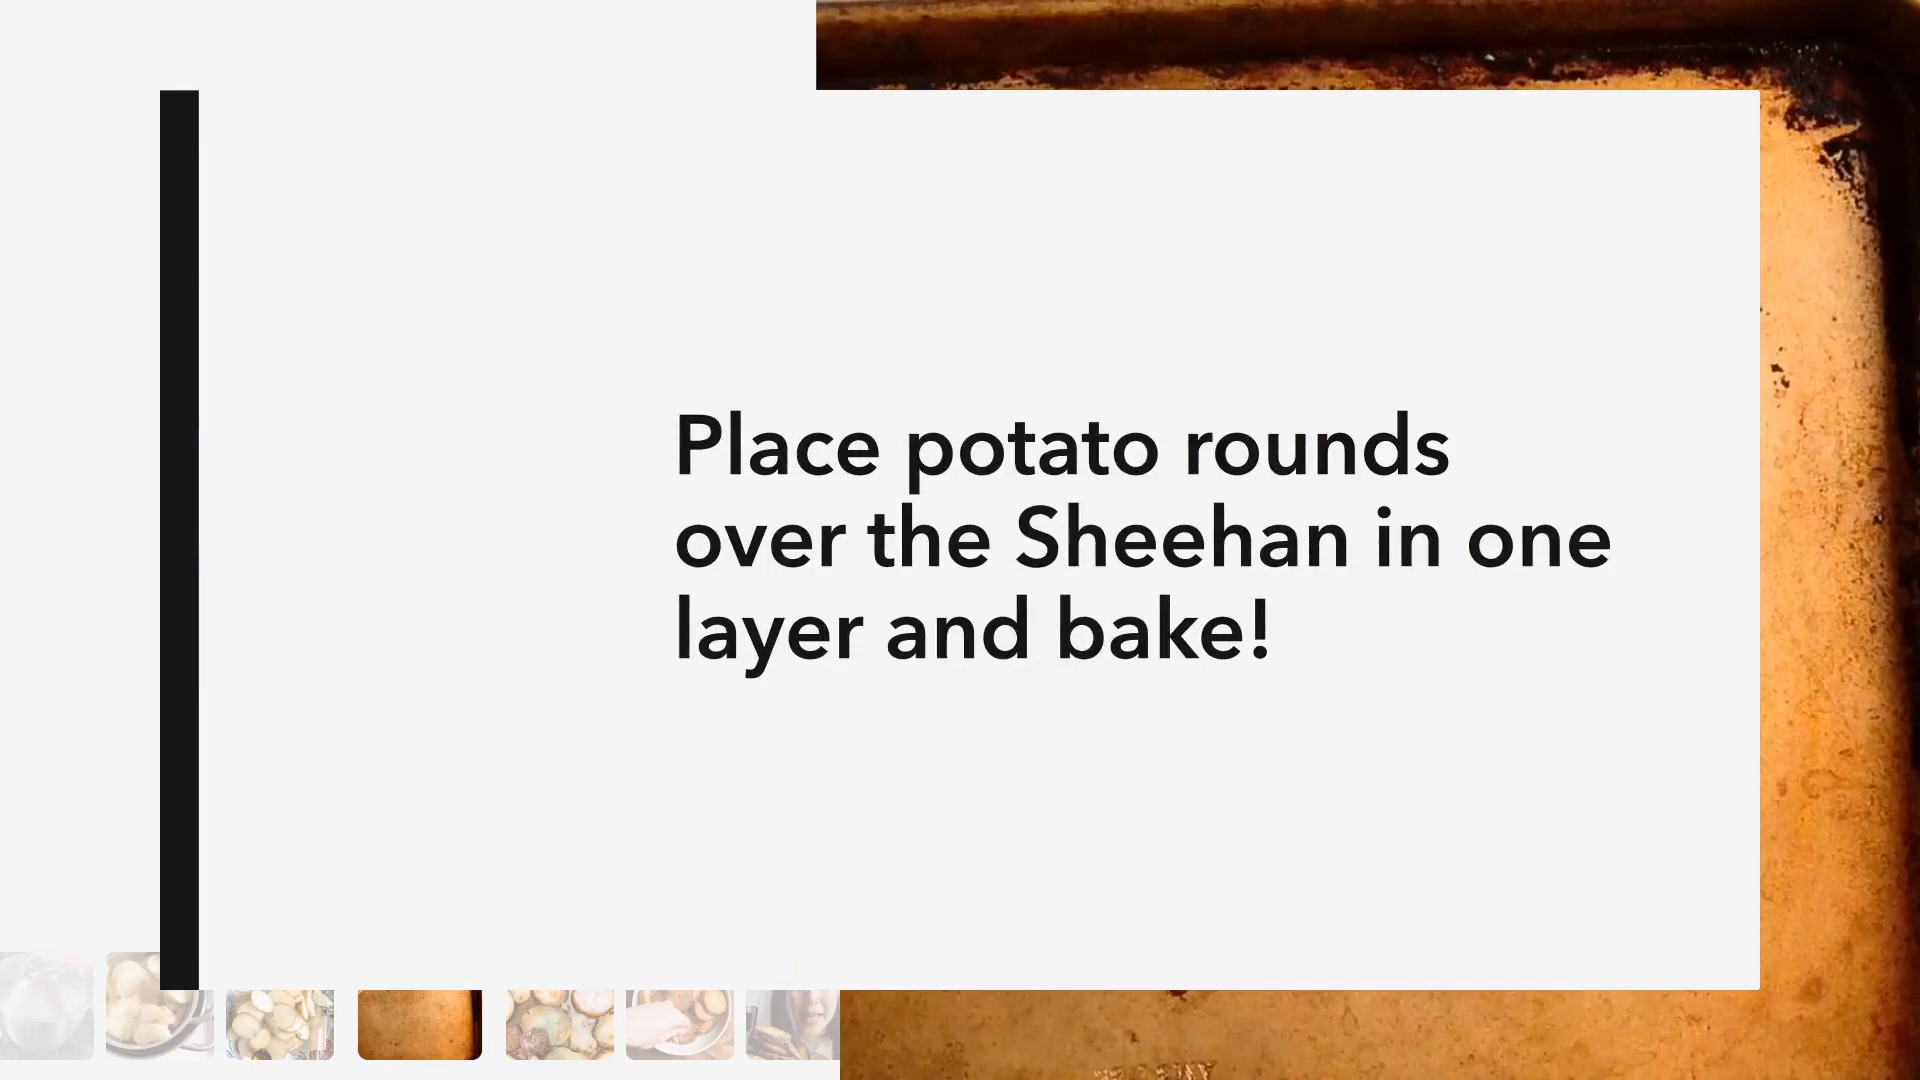 Place potato rounds
over the Sheehan in one
layer and bake!